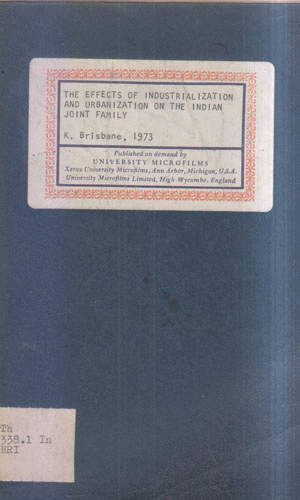 THE EFFECTS OF INDUSTRIALIZATION
AND URBANIZATION ON THE INDIAN
JOINT FAMILY
K. Brisbane, 1973
Published on demand by
UNIVERSITY MICROFILMS
Xerox University Microfilms, Ann Arbor, Michigan, U.S.A.
University Microfilms Limited, High Wycombe, England
Th
338.1 In
BRI